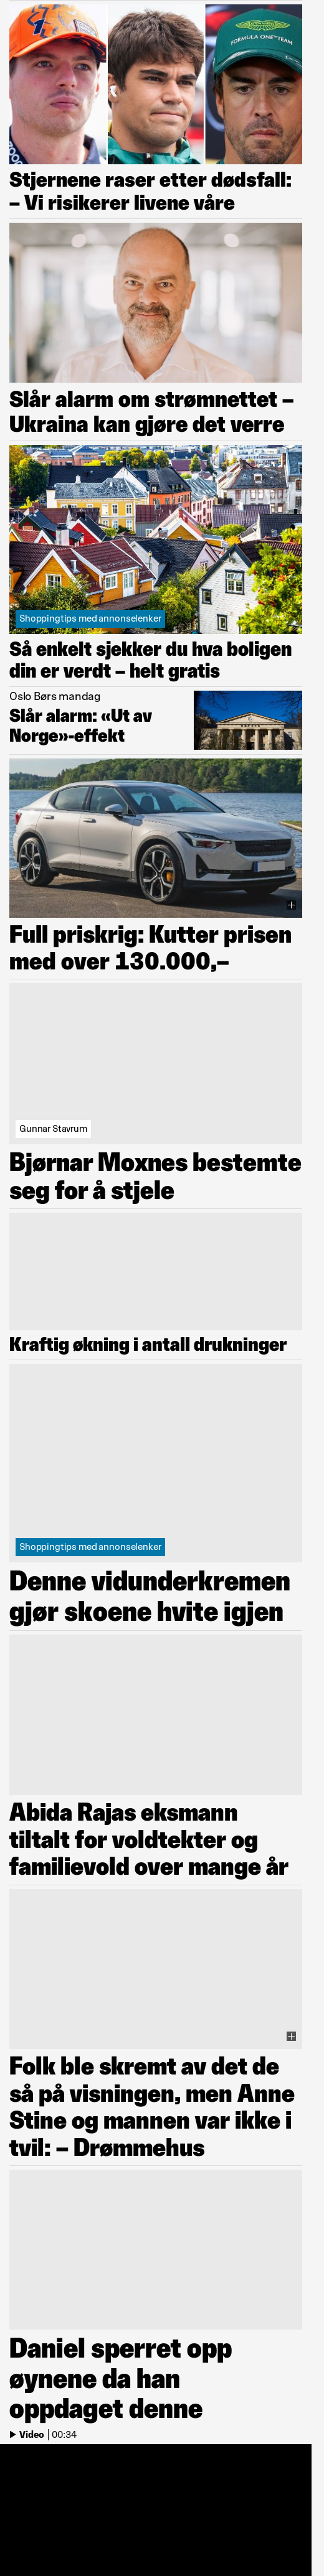 FORMULA ONE TEAM
Stjernene raser etter dødsfall:
– Vi risikerer livene våre
Slår alarm om strømnettet –
Ukraina kan gjøre det verre
Shoppingtips med annonselenker
Så enkelt sjekker du hva boligen
din er verdt – helt gratis
Oslo Børs mandag
Slår alarm: «Ut av
Norge»-effekt
Full priskrig: Kutter prisen
med over 130.000,–
Gunnar Stavrum
Bjørnar Moxnes bestemte
seg for å stjele
Kraftig økning i antall drukninger
Shoppingtips med annonselenker
Denne vidunderkremen
gjør skoene hvite igjen
Abida Rajas eksmann
tiltalt for voldtekter og
familievold over mange år
Folk ble skremt av det de
så på visningen, men Anne
Stine og mannen var ikke i
tvil: – Drømmehus
Daniel sperret opp
øynene da han
oppdaget denne
Video | 00:34